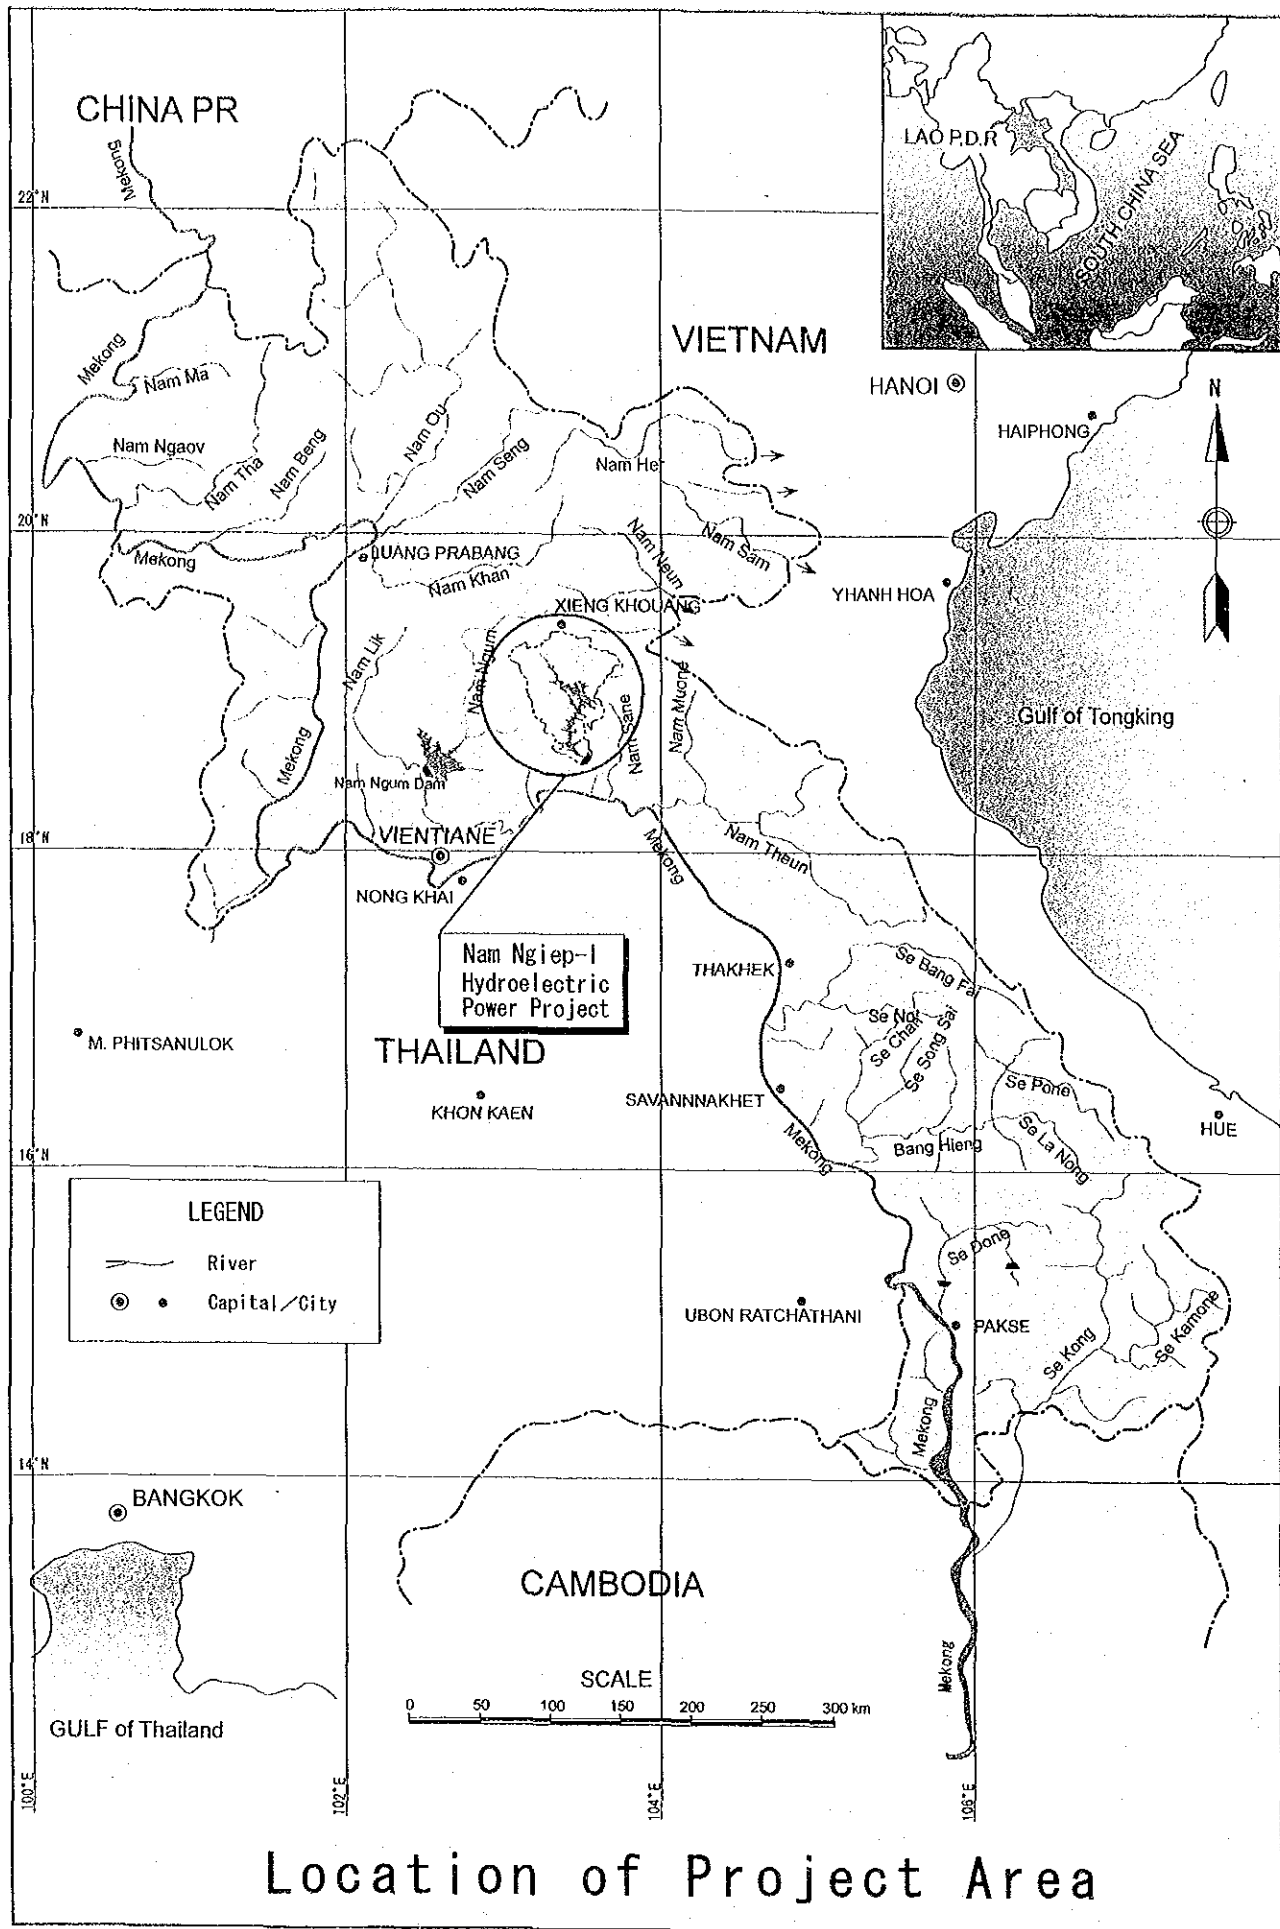 CHINA PR
Mekong
LAO P.D.R
SOUTH CHINA SEA
22°N
VIETNAM
Mekong
Nam Ma
HANOI
N
HAIPHONG
Nam Ngaov
Nam Tha
Nam Beng
Nam Ou
Nam Seng
Nam Het
20°N
Mekong
LUANG PRABANG
Nam Khan
Nam Neun
Nam Sam
YHANH HOA
XIENG KHOUANG
Nam Lik
Nam Ngum
Nam Sane
Nam Muone
Gulf of Tongking
Mekong
Nam Ngum Dam
18°N
VIENTIANE
Mekong
Nam Theun
NONG KHAI
Nam Ngiep-I
Hydroelectric
Power Project
THAKHEK
Se Bang Fai
Se Noi
Se Cham
Se Song Sai
M. PHITSANULOK
THAILAND
KHON KAEN
SAVANNNAKHET
Se Pone
HUE
Mekong
Bang Hieng
Se La Nong
16°N
LEGEND
River
Capital/City
Se Done
UBON RATCHATHANI
PAKSE
Se Kong
Se Kamone
Mekong
14°N
BANGKOK
CAMBODIA
Mekong
SCALE
0 50 100 150 200 250 300 km
GULF of Thailand
100°E
102°E
104°E
106°E
Location of Project Area